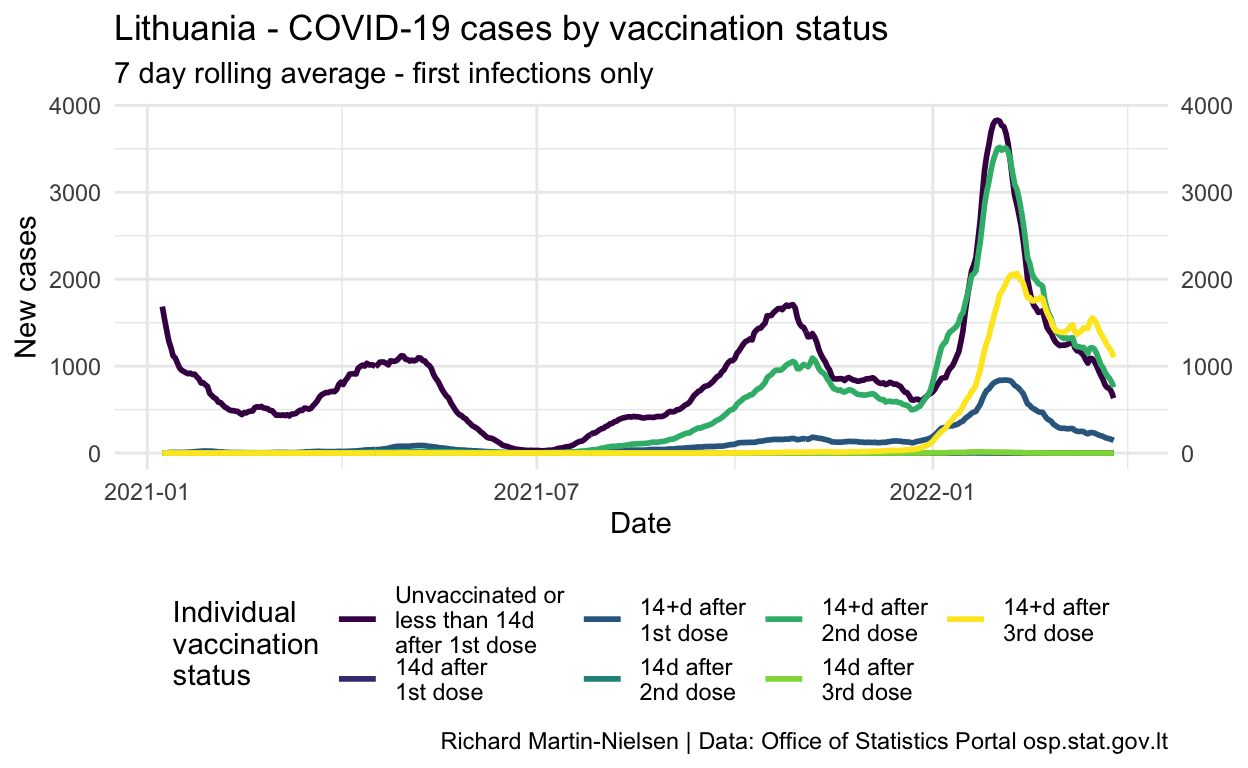 Lithuania - COVID-19 cases by vaccination status
7 day rolling average - first infections only
4000
3000
2000
1000
0
New cases
4000
3000
2000
1000
0
2021-01
2021-07
2022-01
Date
Individual
vaccination
status
Unvaccinated or
less than 14d
after 1st dose
14d after
1st dose
14+d after
1st dose
14d after
2nd dose
14+d after
2nd dose
14d after
3rd dose
14+d after
3rd dose
Richard Martin-Nielsen | Data: Office of Statistics Portal osp.stat.gov.lt